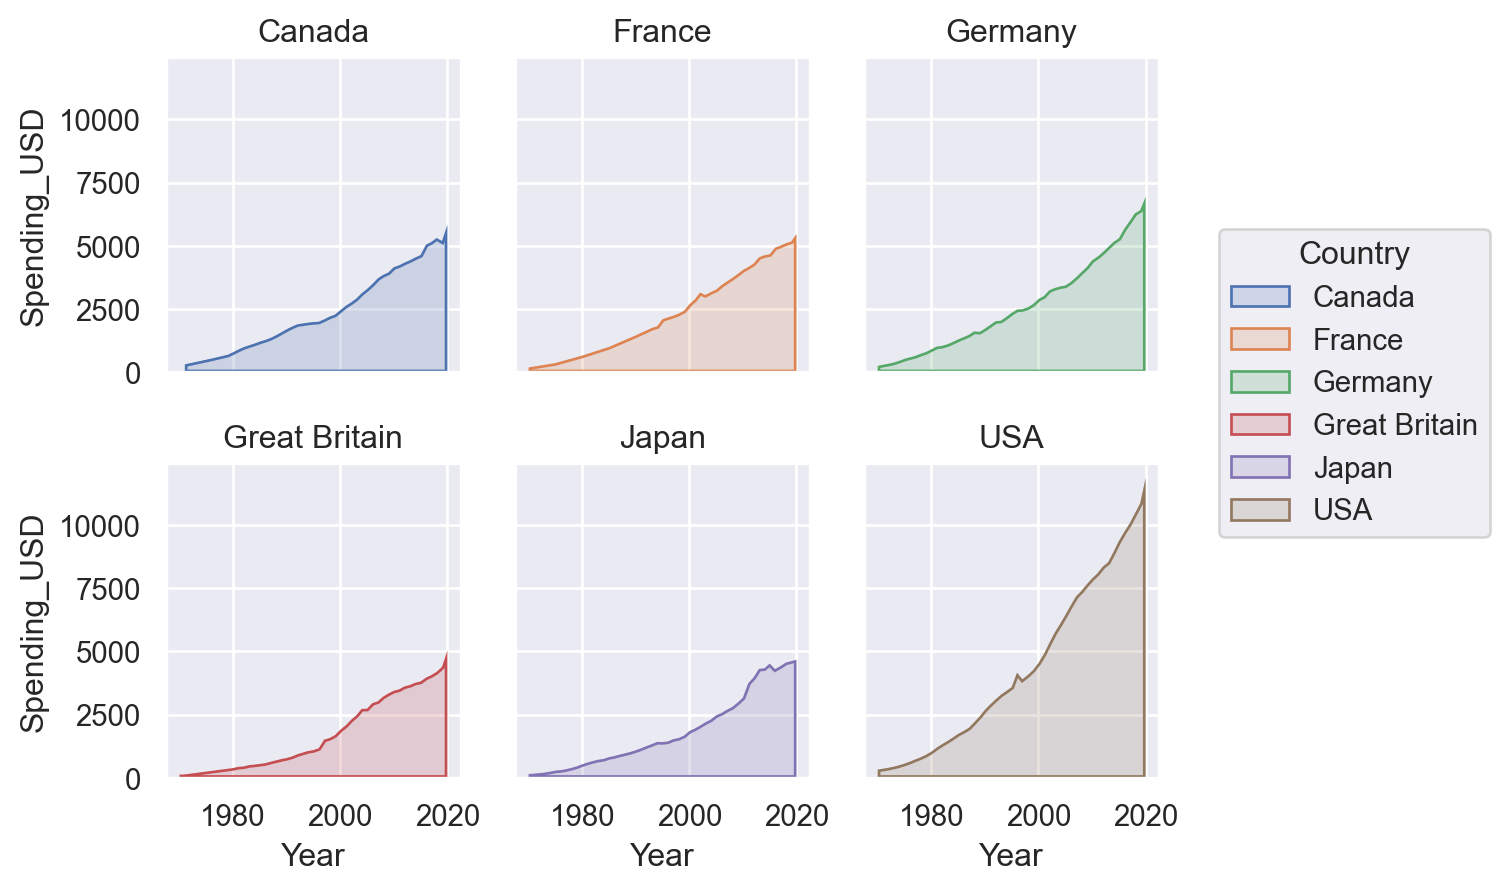 Canada
France
Germany
Spending_USD
10000
7500
5000
2500
0
Great Britain
Japan
USA
Spending_USD
10000
7500
5000
2500
0
1980 2000 2020
1980 2000 2020
1980 2000 2020
Year
Year
Year
Country
Canada
France
Germany
Great Britain
Japan
USA